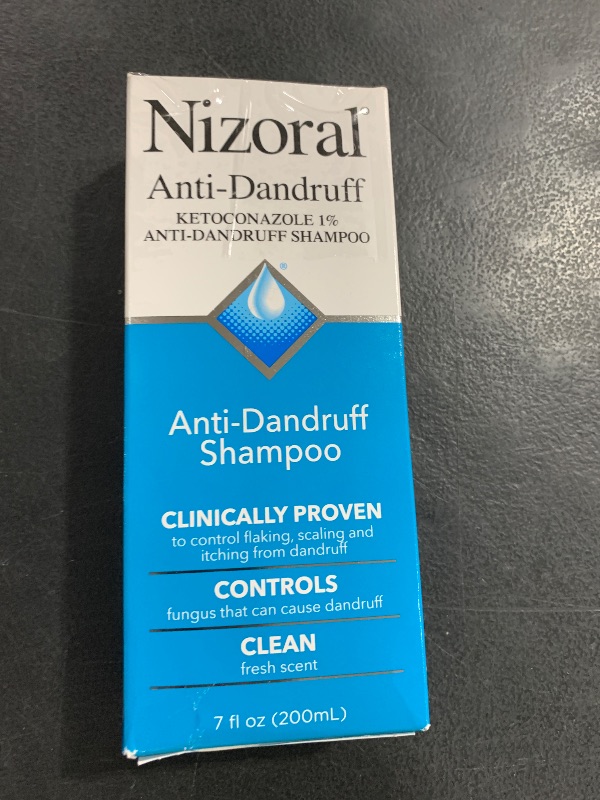 Nizoral
Anti-Dandruff
KETOCONAZOLE 1%
ANTI-DANDRUFF SHAMPOO
®
Anti-Dandruff
Shampoo
CLINICALLY PROVEN
to control flaking, scaling and
itching from dandruff
CONTROLS
fungus that can cause dandruff
CLEAN
fresh scent
7 fl oz (200mL)